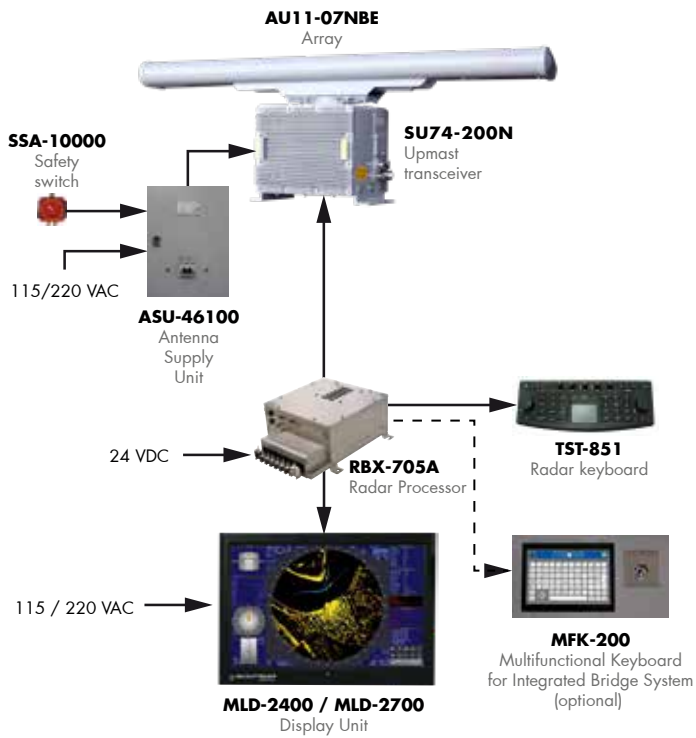 AU11-07NBE
Array
SU74-200N
Upmast
transceiver
SSA-10000
Safety
switch
115/220 VAC
ASU-46100
Antenna
Supply
Unit
24 VDC
RBX-705A
Radar Processor
TST-851
Radar keyboard
115 / 220 VAC
MLD-2400 / MLD-2700
Display Unit
MFK-200
Multifunctional Keyboard
for Integrated Bridge System
(optional)